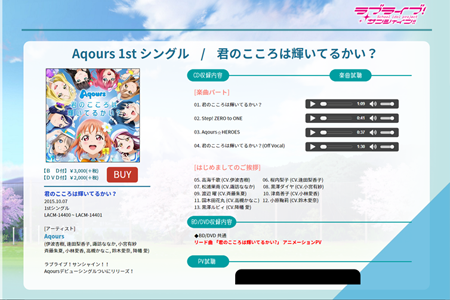 ラブライブ!
サンシャイン!!
Aqours 1st シングル / 君のこころは輝いてるかい？
CD収録内容
楽曲試聴
[楽曲パート]
01. 君のこころは輝いてるかい？
1:09
02. Step! ZERO to ONE
0:41
03. Aqours☆HEROES
0:37
04. 君のこころは輝いてるかい？(Off Vocal)
1:38
Aqours
君のこころは
輝いてるかい？
【BD付】¥3,000(+税)
【DVD付】¥2,000(+税)
BUY
[はじめましてのご挨拶]
05. 高海千歌 (CV.伊波杏樹)
06. 桜内梨子 (CV.逢田梨香子)
07. 松浦果南 (CV.諏訪ななか)
08. 黒澤ダイヤ (CV.小宮有紗)
09. 渡辺 曜 (CV.斉藤朱夏)
10. 津島善子 (CV.小林愛香)
11. 国木田花丸 (CV.高槻かなこ)
12. 小原鞠莉 (CV.鈴木愛奈)
13. 黒澤ルビィ (CV.降幡 愛)
君のこころは輝いてるかい？
2015.10.07
1stシングル
LACM-14400 ~ LACM-14401
[アーティスト]
Aqours
(伊波杏樹, 逢田梨香子, 諏訪ななか, 小宮有紗
斉藤朱夏, 小林愛香, 高槻かなこ, 鈴木愛奈, 降幡 愛)
ラブライブ！サンシャイン！！
Aqoursデビューシングルついにリリース！
BD/DVD収録内容
◆BD/DVD 共通
リード曲 「君のこころは輝いてるかい?」 アニメーションPV
PV試聴